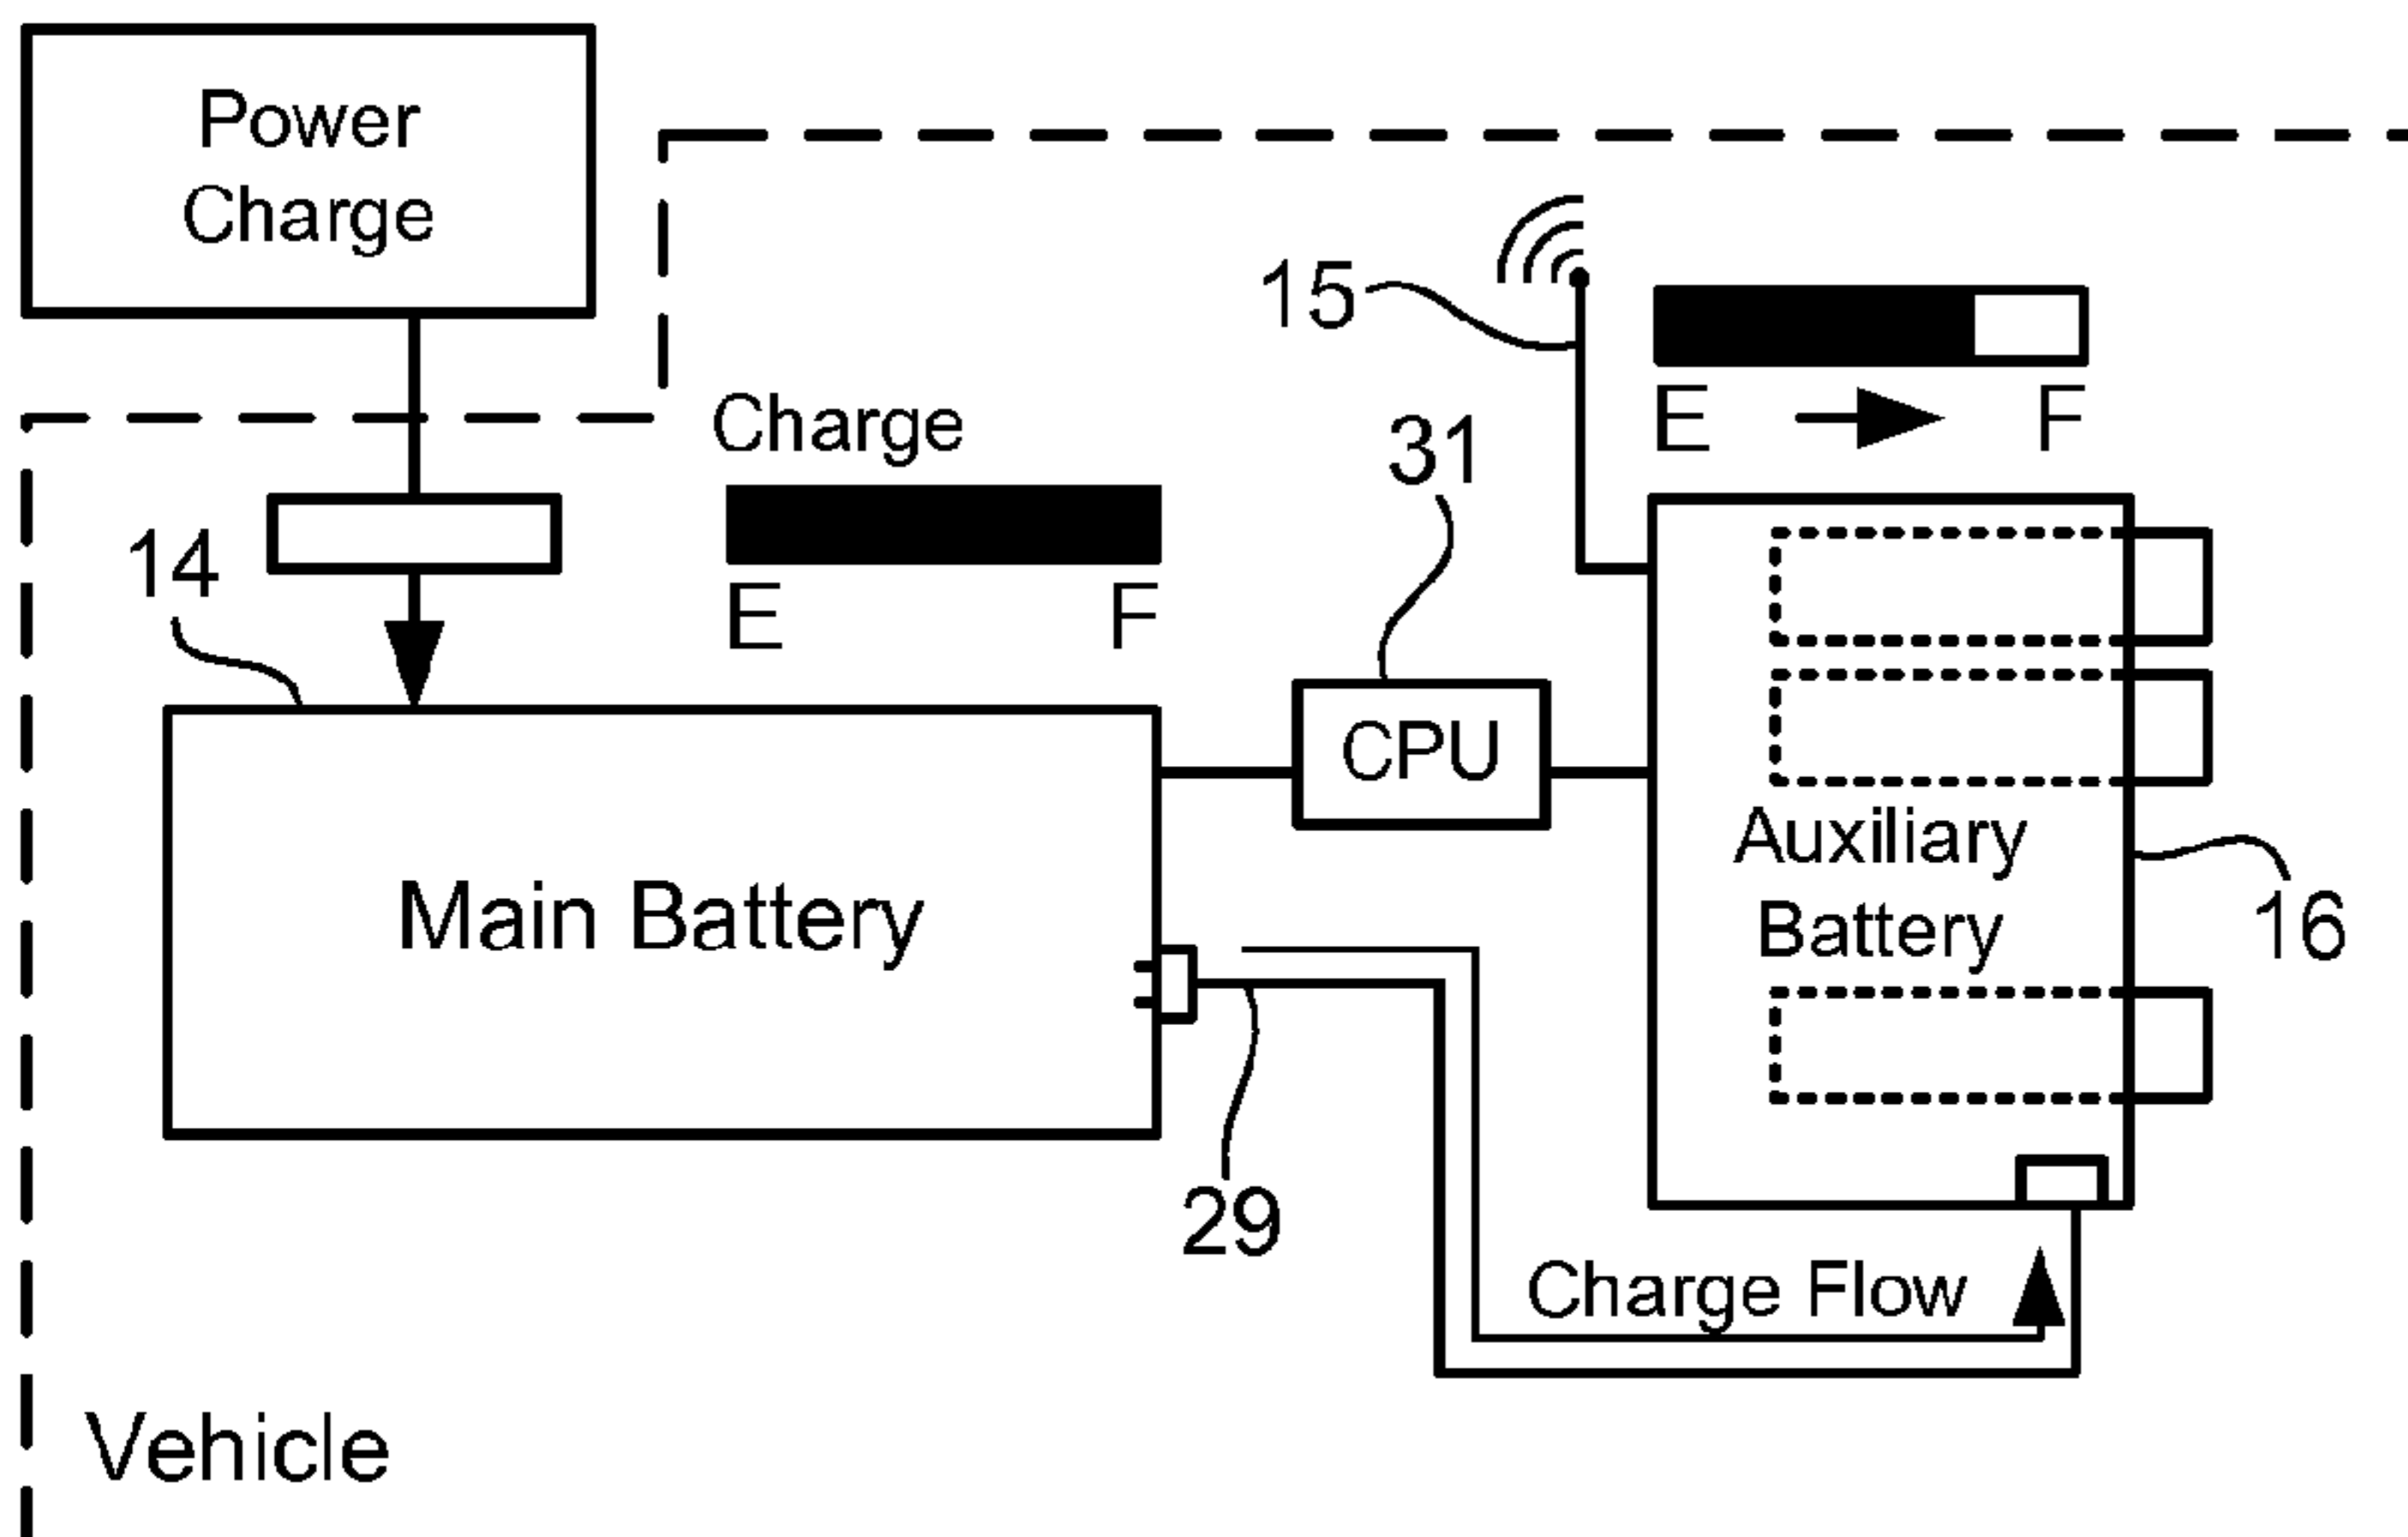 Power
Charge
15
E F
Charge
31
14
E F
CPU
Auxiliary
Battery
Main Battery
16
29
Charge Flow
Vehicle